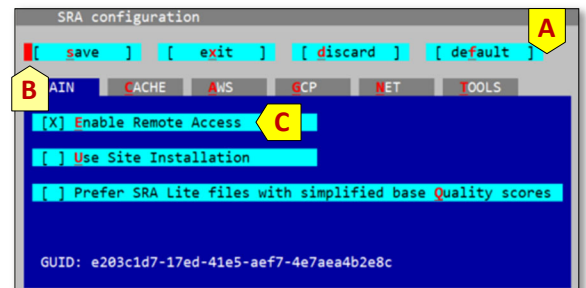 SRA configuration
A
[ save ] [ exit ] [ discard ] [ default ]
B AIN CACHE AWS GCP NET TOOLS
[X] Enable Remote Access C
[ ] Use Site Installation
[ ] Prefer SRA Lite files with simplified base Quality scores
GUID: e203c1d7-17ed-41e5-aef7-4e7aea4b2e8c